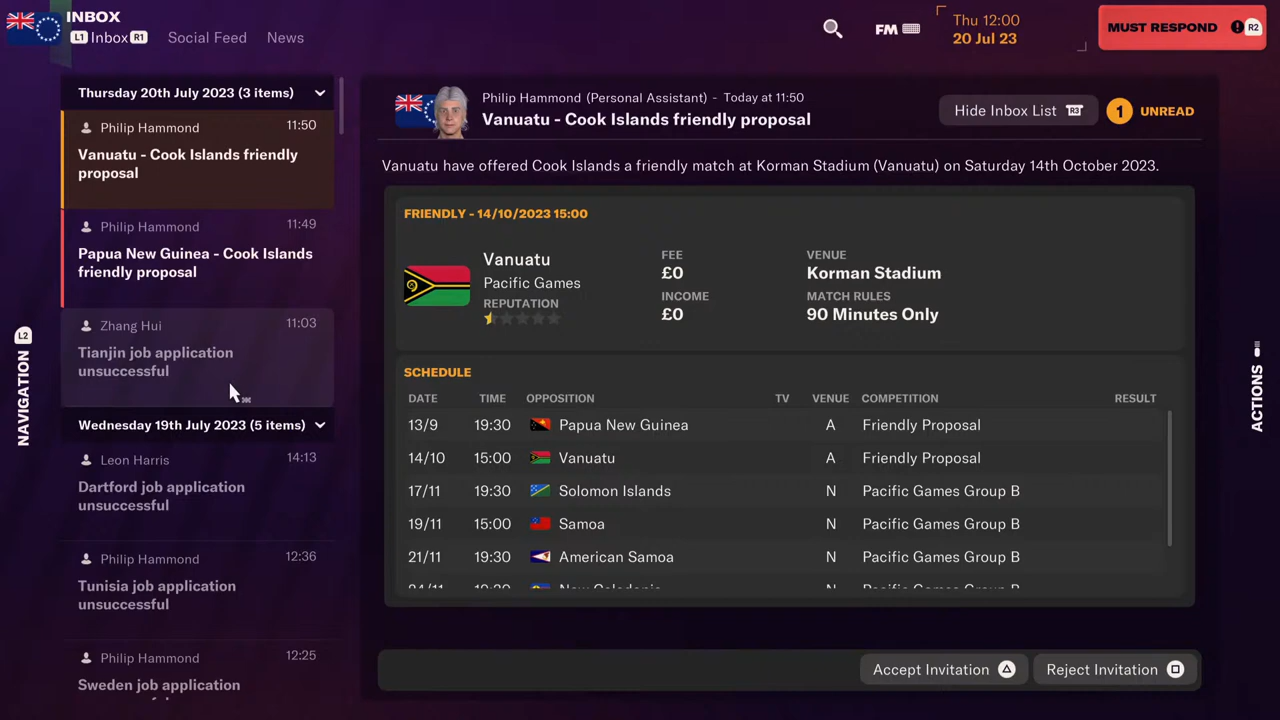 INBOX
L1 Inbox R1 Social Feed News
FM
Thu 12:00
20 Jul 23
MUST RESPOND R2
Thursday 20th July 2023 (3 items)
Philip Hammond 11:50
Vanuatu - Cook Islands friendly
proposal
Philip Hammond 11:49
Papua New Guinea - Cook Islands
friendly proposal
Zhang Hui 11:03
Tianjin job application
unsuccessful
Wednesday 19th July 2023 (5 items)
Leon Harris 14:13
Dartford job application
unsuccessful
Philip Hammond 12:36
Tunisia job application
unsuccessful
Philip Hammond 12:25
Sweden job application
L2
NAVIGATION
Philip Hammond (Personal Assistant) - Today at 11:50
Vanuatu - Cook Islands friendly proposal
Hide Inbox List R3
1 UNREAD
Vanuatu have offered Cook Islands a friendly match at Korman Stadium (Vanuatu) on Saturday 14th October 2023.
FRIENDLY - 14/10/2023 15:00
Vanuatu
Pacific Games
REPUTATION
FEE
£0
INCOME
£0
VENUE
Korman Stadium
MATCH RULES
90 Minutes Only
SCHEDULE
DATE TIME OPPOSITION TV VENUE COMPETITION RESULT
13/9 19:30 Papua New Guinea A Friendly Proposal
14/10 15:00 Vanuatu A Friendly Proposal
17/11 19:30 Solomon Islands N Pacific Games Group B
19/11 15:00 Samoa N Pacific Games Group B
21/11 19:30 American Samoa N Pacific Games Group B
24/11 19:30 New Caledonia N Pacific Games Group B
Accept Invitation
Reject Invitation
ACTIONS